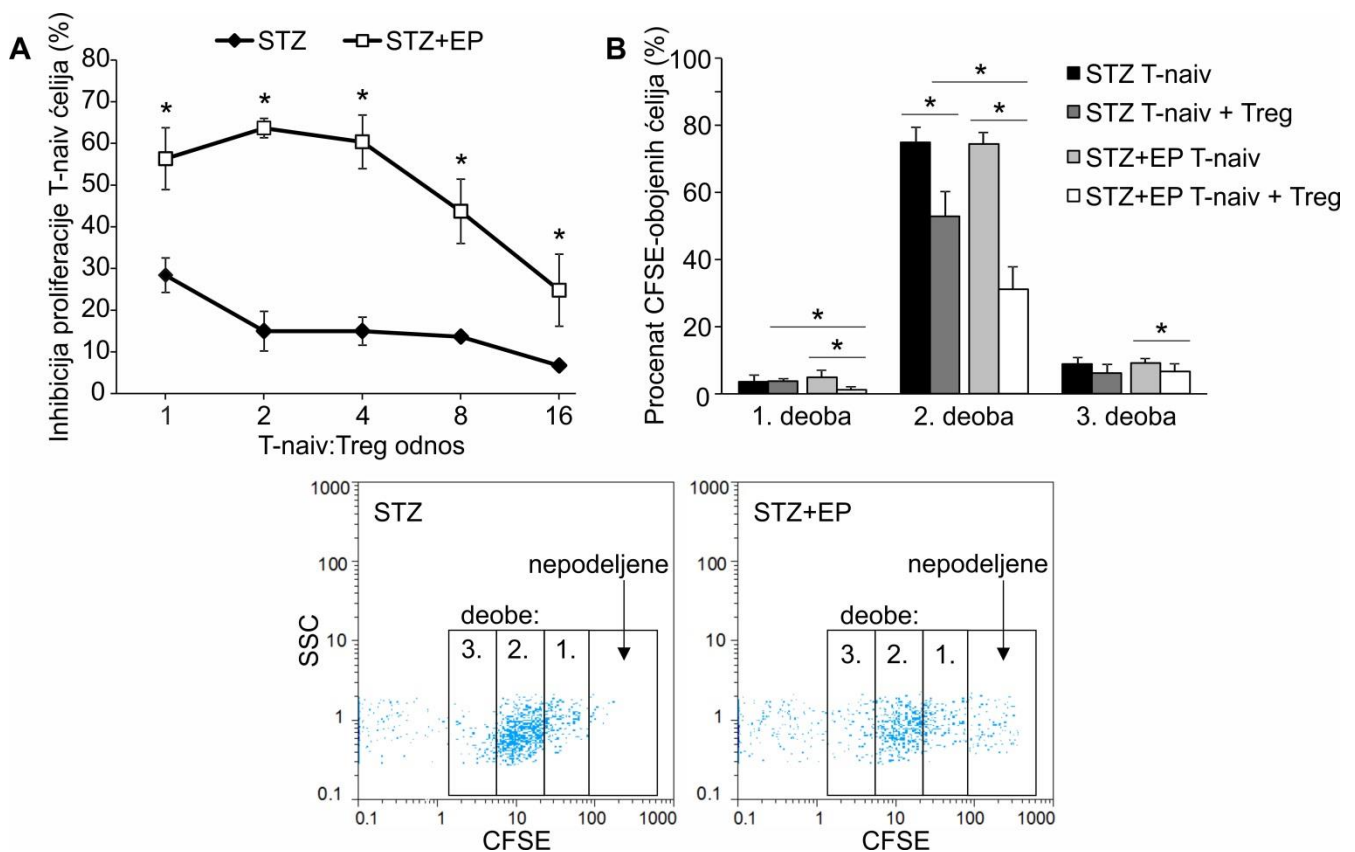 A
STZ
STZ+EP
Inhibicija proliferacije T-naiv ćelija (%)
80
70
60
50
40
30
20
10
0
* * * * *
1 2 4 8 16
T-naiv:Treg odnos
B
Procenat CFSE-obojenih ćelija (%)
100
80
60
40
20
0
* * * * * *
1. deoba 2. deoba 3. deoba
STZ T-naiv
STZ T-naiv + Treg
STZ+EP T-naiv
STZ+EP T-naiv + Treg
SSC
1000
100
10
1
0.1
STZ
nepodeljene
deobe:
3. 2. 1.
0.1 1 10 100 1000
CFSE
1000
100
10
1
0.1
STZ+EP
nepodeljene
deobe:
3. 2. 1.
0.1 1 10 100 1000
CFSE